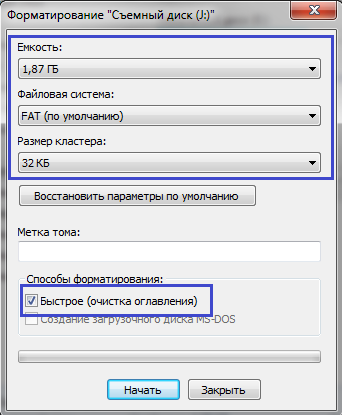 Форматирование "Съемный диск (J:)"
Емкость:
1,87 ГБ
Файловая система:
FAT (по умолчанию)
Размер кластера:
32 КБ
Восстановить параметры по умолчанию
Метка тома:
Способы форматирования:
Быстрое (очистка оглавления)
Создание загрузочного диска MS-DOS
Начать
Закрыть